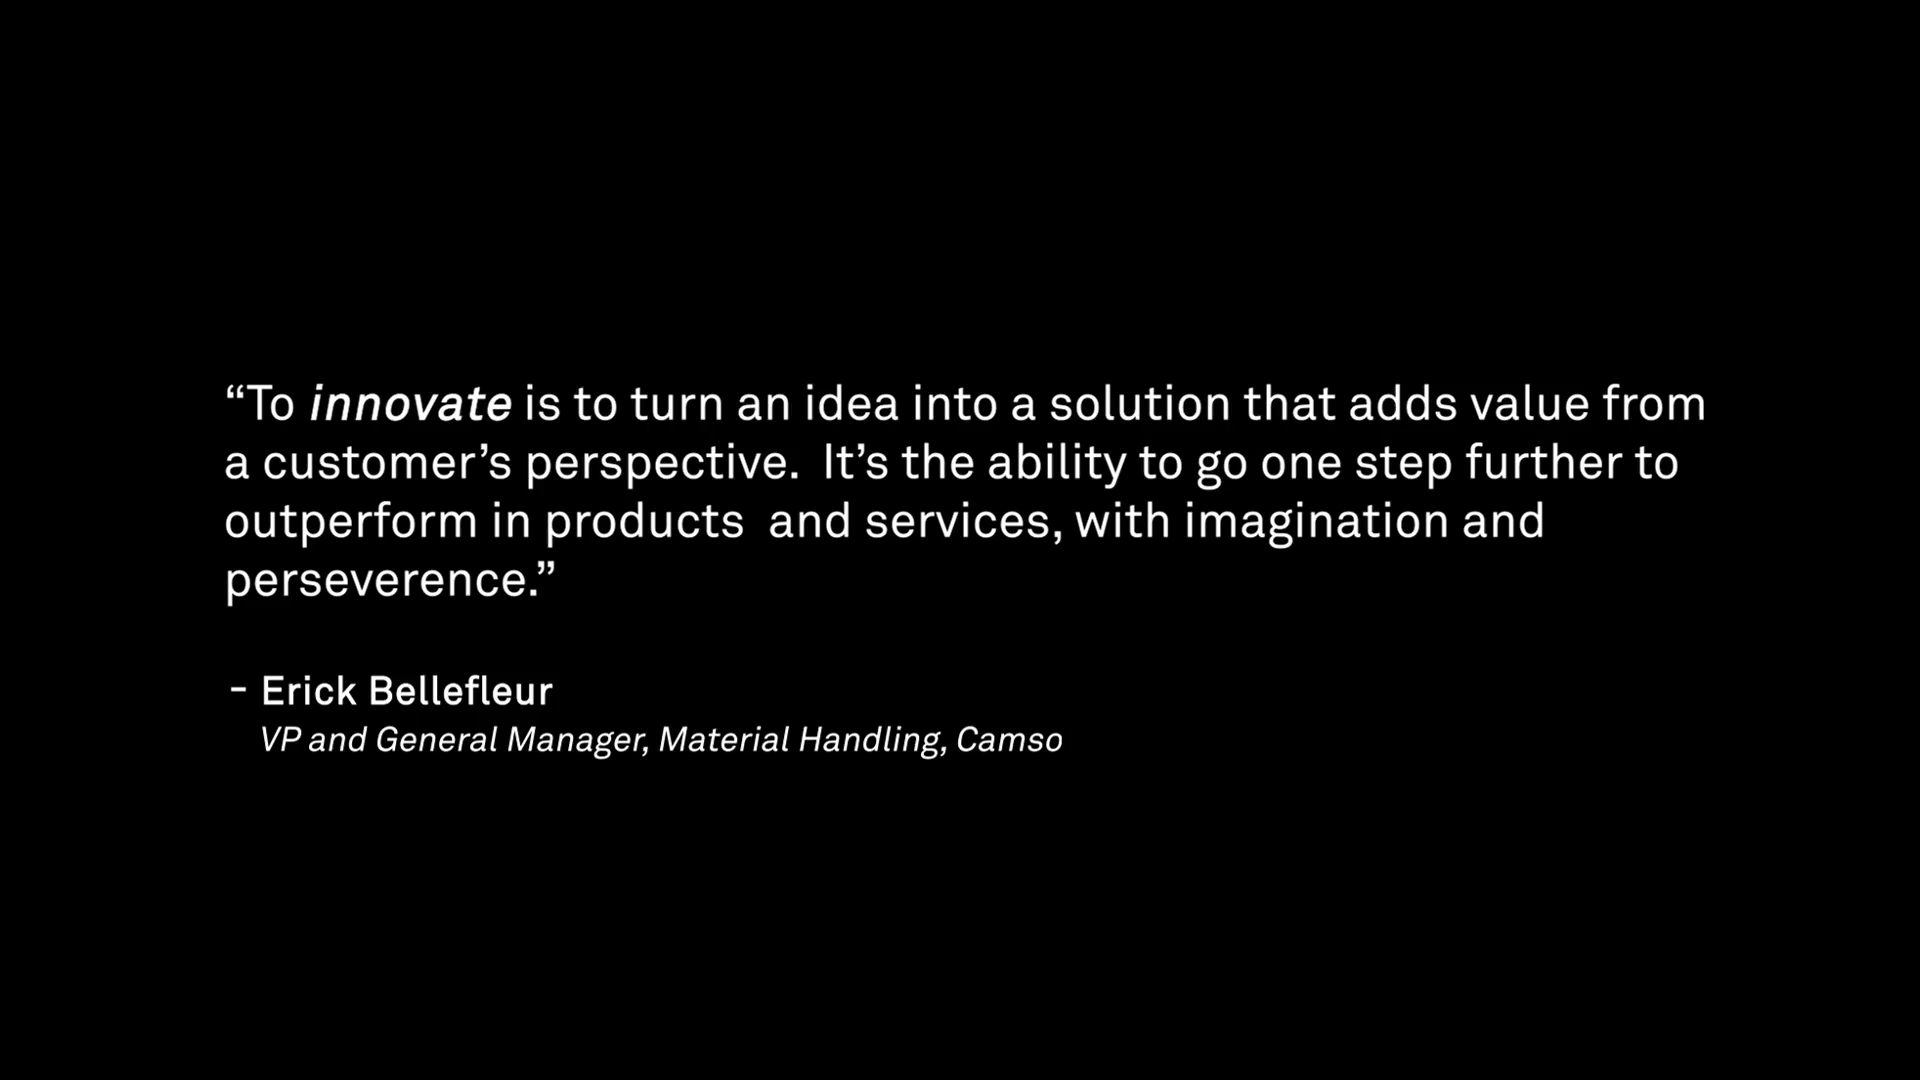 “To innovate is to turn an idea into a solution that adds value from
a customer’s perspective.  It’s the ability to go one step further to
outperform in products  and services, with imagination and
perseverence.”
- Erick Bellefleur
VP and General Manager, Material Handling, Camso